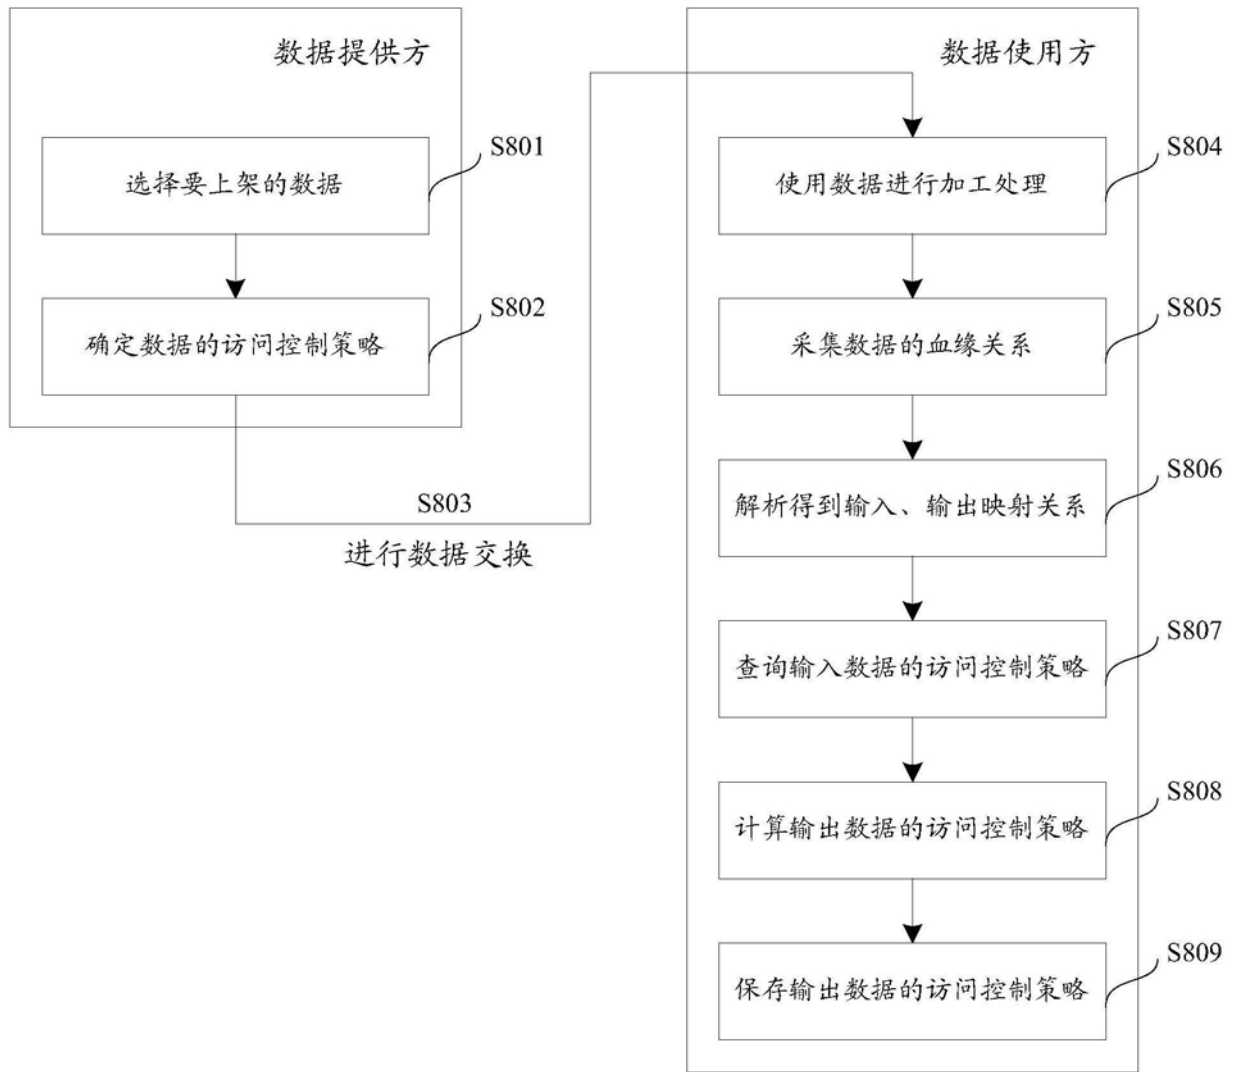 数据提供方
S801
选择要上架的数据
S802
确定数据的访问控制策略
S803
进行数据交换
数据使用方
S804
使用数据进行加工处理
S805
采集数据的血缘关系
S806
解析得到输入、输出映射关系
S807
查询输入数据的访问控制策略
S808
计算输出数据的访问控制策略
S809
保存输出数据的访问控制策略